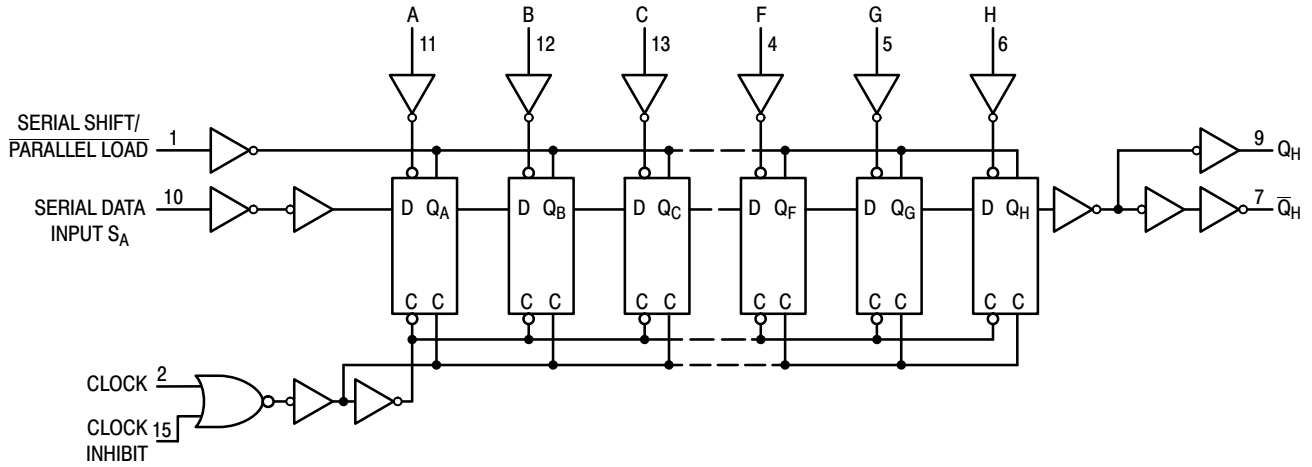 A B C F G H
11 12 13 4 5 6
SERIAL SHIFT/
PARALLEL LOAD
1
9 QH
SERIAL DATA
INPUT SA
10
D QA D QB D QC D QF D QG D QH
7 QH
C C C C C C C C C C C C
CLOCK 2
CLOCK
INHIBIT
15